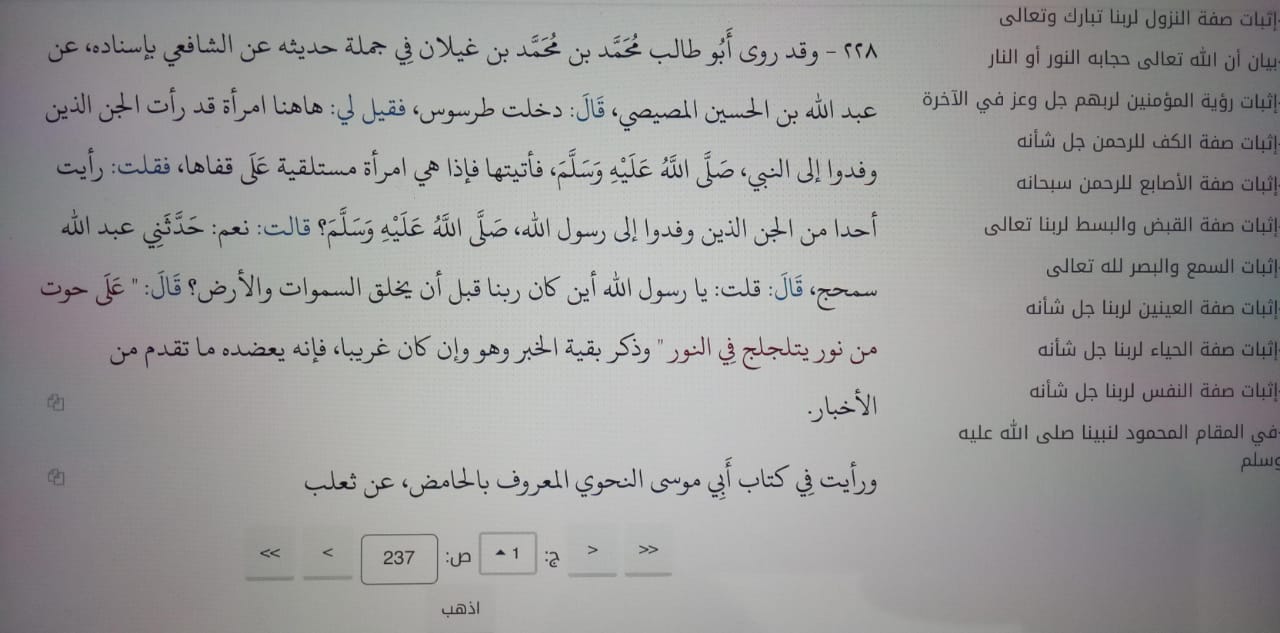 إثبات صفة النزول لربنا تبارك وتعالى
بيان أن الله تعالى حجابه النور أو النار
إثبات رؤية المؤمنين لربهم جل وعز في الآخرة
إثبات صفة الكف للرحمن جل شأنه
إثبات صفة الأصابع للرحمن سبحانه
إثبات صفة القبض والبسط لربنا تعالى
إثبات السمع والبصر لله تعالى
إثبات صفة العينين لربنا جل شأنه
إثبات صفة الحياء لربنا جل شأنه
إثبات صفة النفس لربنا جل شأنه
في المقام المحمود لنبينا صلى الله عليه
وسلم
٢٢٨ - وقد روى أَبُو طالب مُحَمَّد بن مُحَمَّد بن غيلان فِي جملة حديثه عن الشافعي بإسناده، عن
عبد الله بن الحسين المصيصي، قَالَ: دخلت طرسوس، فقيل لي: هاهنا امرأة قد رأت الجن الذين
وفدوا إلى النبي، صَلَّى اللَّهُ عَلَيْهِ وَسَلَّمَ، فأتيتها فإذا هي امرأة مستلقية عَلَى قفاها، فقلت: رأيت
أحدا من الجن الذين وفدوا إلى رسول الله، صَلَّى اللَّهُ عَلَيْهِ وَسَلَّمَ؟ قالت: نعم: حَدَّثَنِي عبد الله
سمحج، قَالَ: قلت: يا رسول الله أين كان ربنا قبل أن يخلق السموات والأرض؟ قَالَ: " عَلَى حوت
من نور يتلجلج فِي النور " وذكر بقية الخبر وهو وإن كان غريبا، فإنه يعضده ما تقدم من
الأخبار.
ورأيت فِي كتاب أَبِي موسى النحوي المعروف بالحامض، عن ثعلب
>> > ج: 1 ص: 237 < <<
اذهب